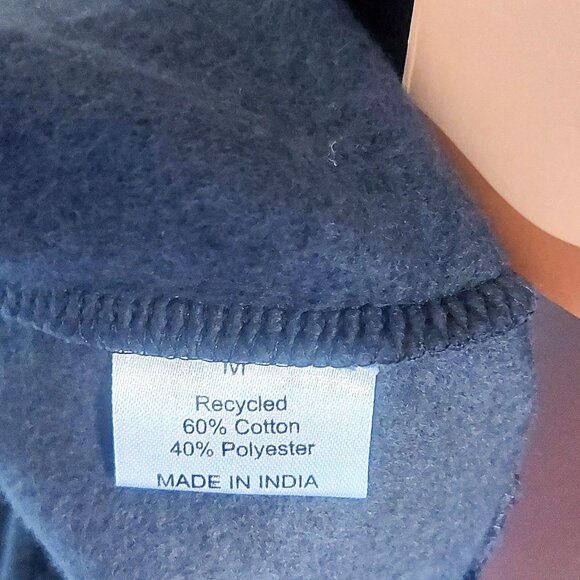 M
Recycled
60% Cotton
40% Polyester
MADE IN INDIA